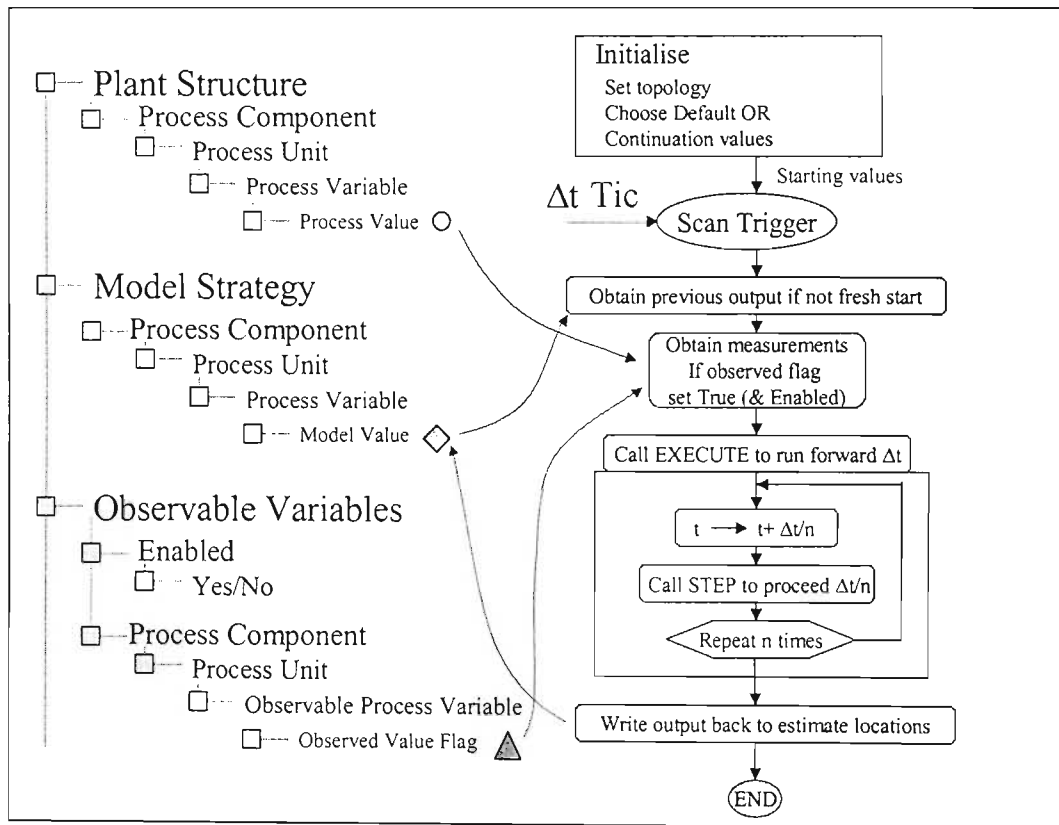 Plant Structure
Process Component
Process Unit
Process Variable
Process Value
Model Strategy
Process Component
Process Unit
Process Variable
Model Value
Observable Variables
Enabled
Yes/No
Process Component
Process Unit
Observable Process Variable
Observed Value Flag
Initialise
Set topology
Choose Default OR
Continuation values
Starting values
Δt Tic
Scan Trigger
Obtain previous output if not fresh start
Obtain measurements
If observed flag
set True (& Enabled)
Call EXECUTE to run forward Δt
t → t+ Δt/n
Call STEP to proceed Δt/n
Repeat n times
Write output back to estimate locations
END